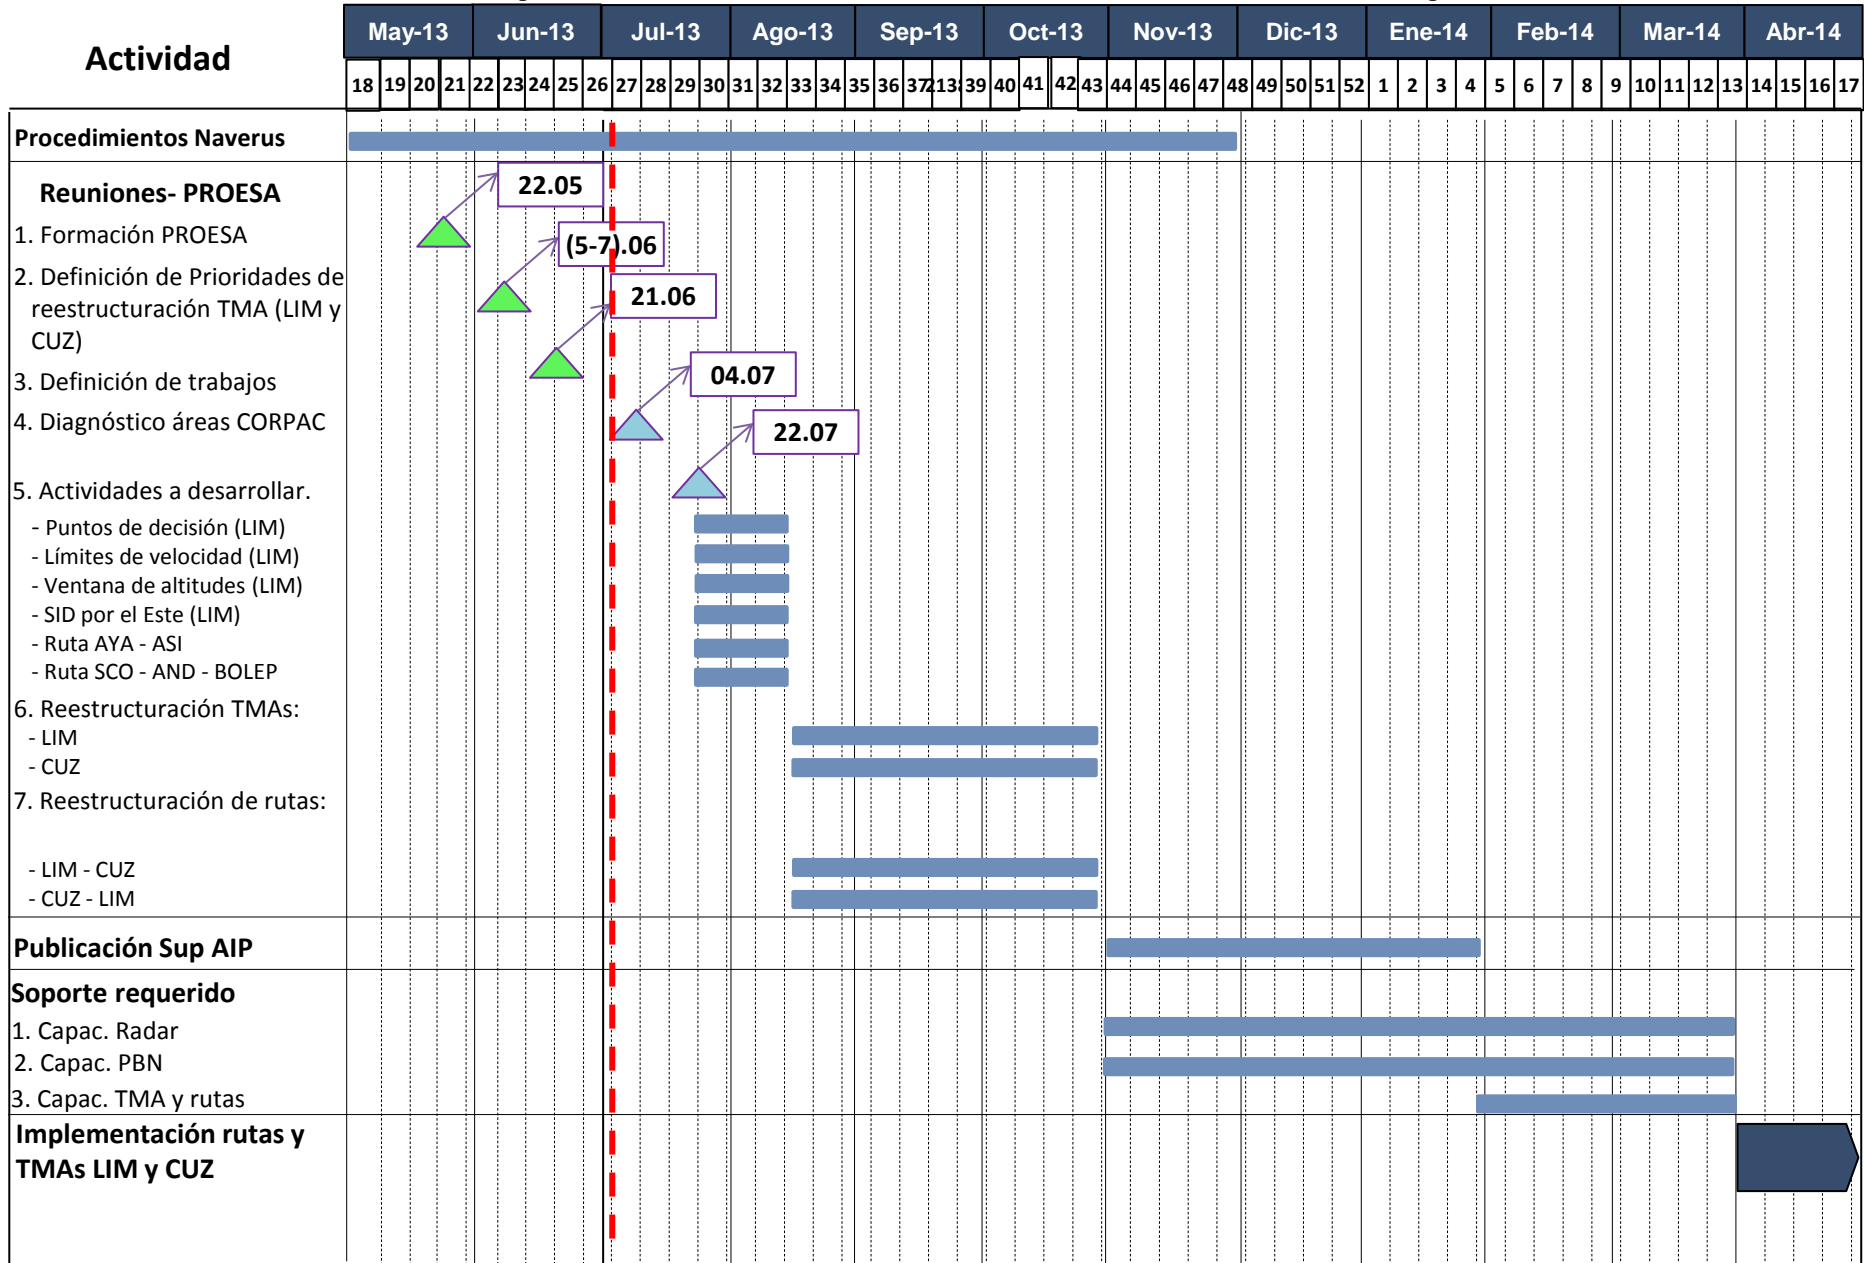 Actividad
May-13 Jun-13 Jul-13 Ago-13 Sep-13 Oct-13 Nov-13 Dic-13 Ene-14 Feb-14 Mar-14 Abr-14
18 19 20 21 22 23 24 25 26 27 28 29 30 31 32 33 34 35 36 37 2138 39 40 41 42 43 44 45 46 47 48 49 50 51 52 1 2 3 4 5 6 7 8 9 10 11 12 13 14 15 16 17
Procedimientos Naverus
Reuniones- PROESA
22.05
1. Formación PROESA
(5-7).06
2. Definición de Prioridades de
reestructuración TMA (LIM y
CUZ)
21.06
3. Definición de trabajos
04.07
4. Diagnóstico áreas CORPAC
22.07
5. Actividades a desarrollar.
- Puntos de decisión (LIM)
- Límites de velocidad (LIM)
- Ventana de altitudes (LIM)
- SID por el Este (LIM)
- Ruta AYA - ASI
- Ruta SCO - AND - BOLEP
6. Reestructuración TMAs:
- LIM
- CUZ
7. Reestructuración de rutas:
- LIM - CUZ
- CUZ - LIM
Publicación Sup AIP
Soporte requerido
1. Capac. Radar
2. Capac. PBN
3. Capac. TMA y rutas
Implementación rutas y
TMAs LIM y CUZ